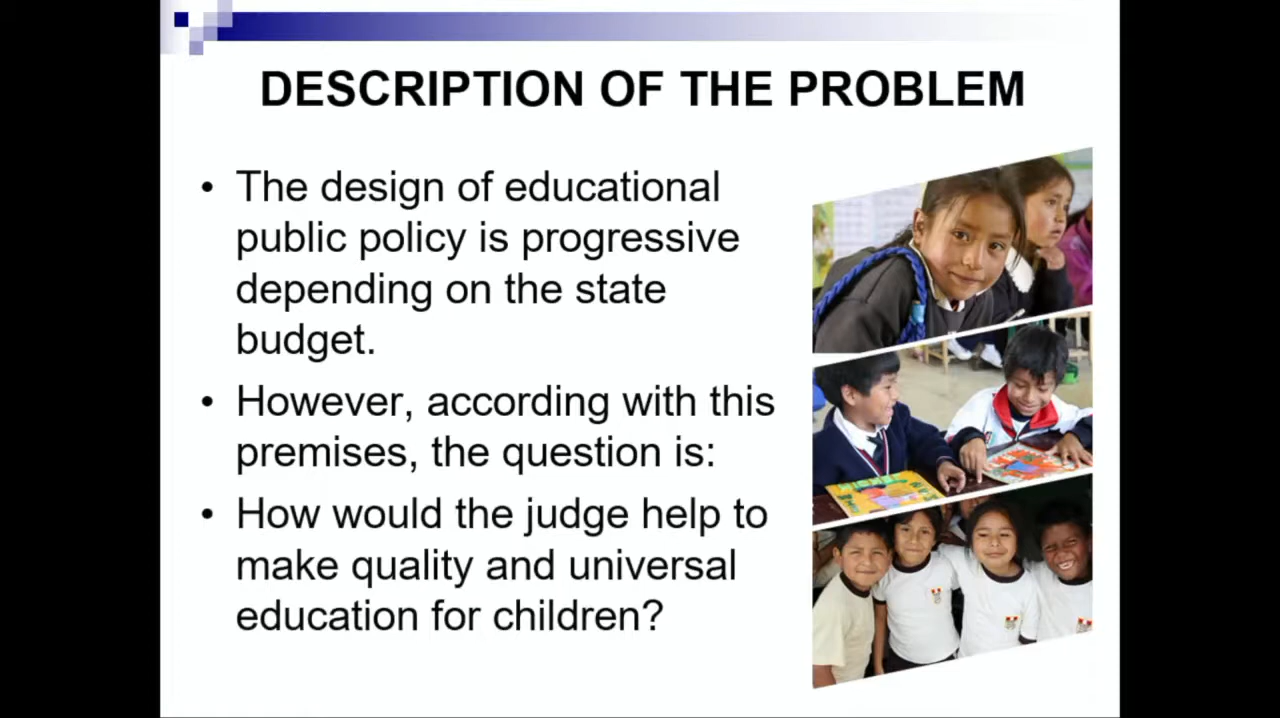 DESCRIPTION OF THE PROBLEM
• The design of educational
public policy is progressive
depending on the state
budget.
• However, according with this
premises, the question is:
• How would the judge help to
make quality and universal
education for children?